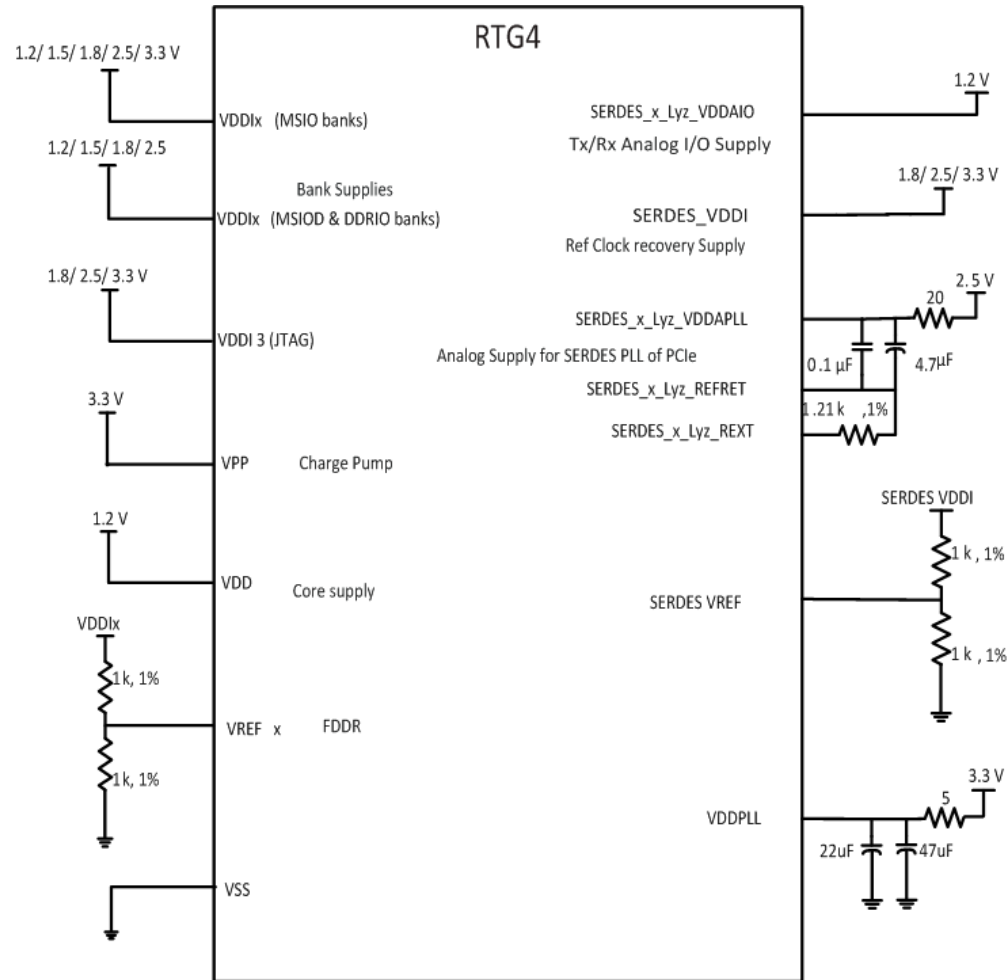 RTG4
1.2/ 1.5/ 1.8/ 2.5/ 3.3 V
VDDIx (MSIO banks)
1.2/ 1.5/ 1.8/ 2.5
Bank Supplies
VDDIx (MSIOD & DDRIO banks)
1.8/ 2.5/ 3.3 V
VDDI 3 (JTAG)
3.3 V
VPP Charge Pump
1.2 V
VDD Core supply
VDDIx
1k, 1%
VREF x FDDR
1k, 1%
VSS
1.2 V
SERDES_x_Lyz_VDDAIO
Tx/Rx Analog I/O Supply
1.8/ 2.5/ 3.3 V
SERDES_VDDI
Ref Clock recovery Supply
2.5 V
20
SERDES_x_Lyz_VDDAPLL
Analog Supply for SERDES PLL of PCIe
0.1 µF 4.7µF
SERDES_x_Lyz_REFRET
1.21k ,1%
SERDES_x_Lyz_REXT
SERDES VDDI
1 k , 1%
SERDES VREF
1 k , 1%
3.3 V
5
VDDPLL
22uF 47uF